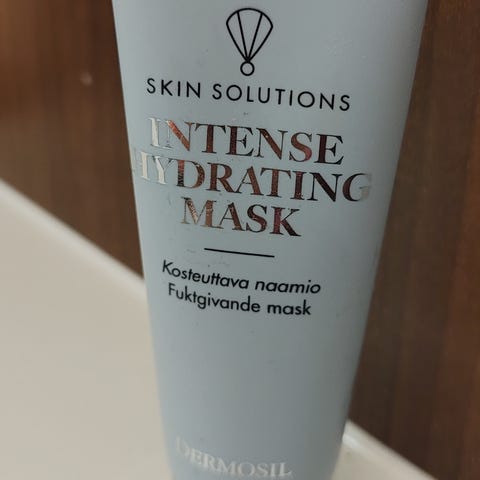 SKIN SOLUTIONS
INTENSE
HYDRATING
MASK
Kosteuttava naamio
Fuktgivande mask
DERMOSIL